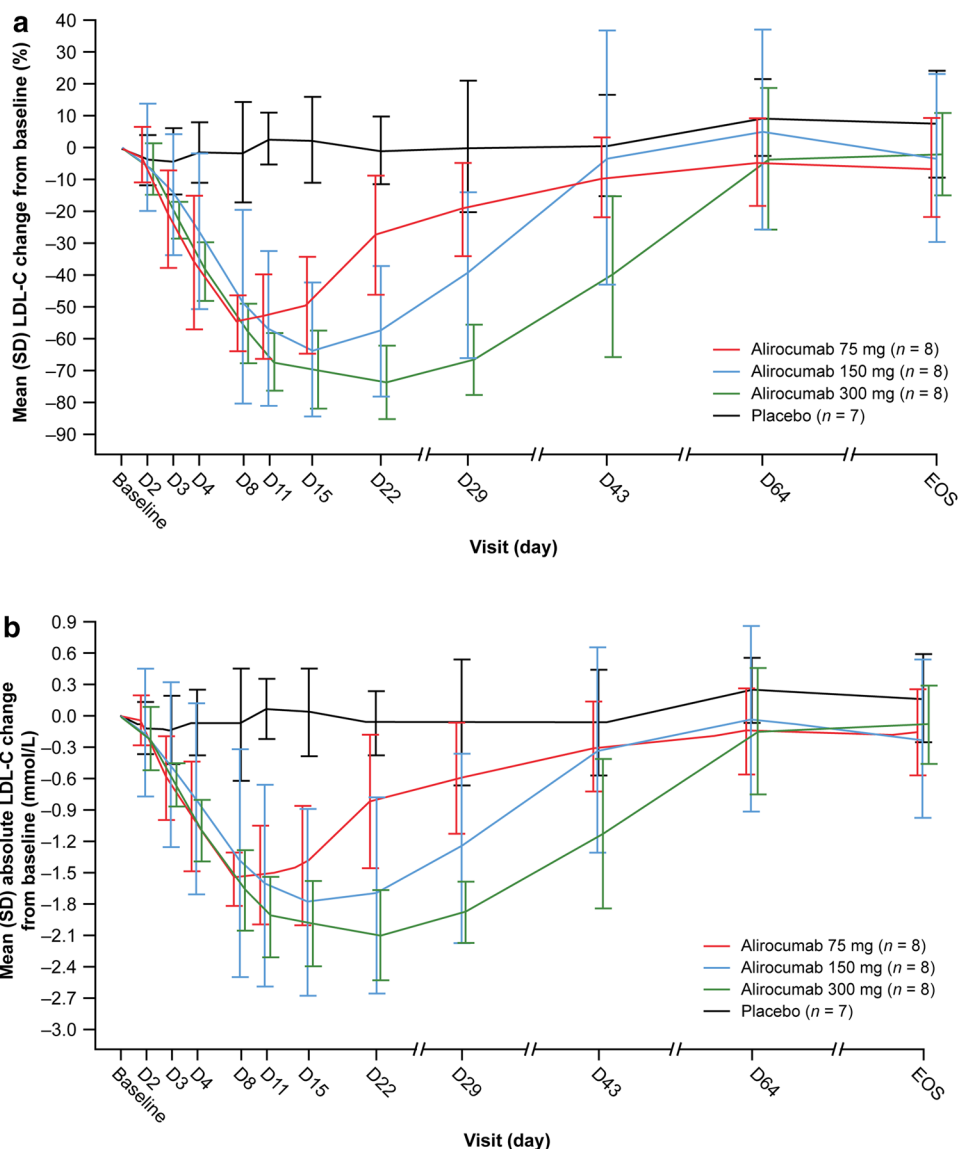 a
Mean (SD) LDL-C change from baseline (%)
40
30
20
10
0
–10
–20
–30
–40
–50
–60
–70
–80
–90
Alirocumab 75 mg (n = 8)
Alirocumab 150 mg (n = 8)
Alirocumab 300 mg (n = 8)
Placebo (n = 7)
Baseline
D2
D3
D4
D8
D11
D15
D22
D29
D43
D64
EOS
Visit (day)
b
Mean (SD) absolute LDL-C change
from baseline (mmol/L)
0.9
0.6
0.3
0.0
–0.3
–0.6
–0.9
–1.2
–1.5
–1.8
–2.1
–2.4
–2.7
–3.0
Alirocumab 75 mg (n = 8)
Alirocumab 150 mg (n = 8)
Alirocumab 300 mg (n = 8)
Placebo (n = 7)
Baseline
D2
D3
D4
D8
D11
D15
D22
D29
D43
D64
EOS
Visit (day)